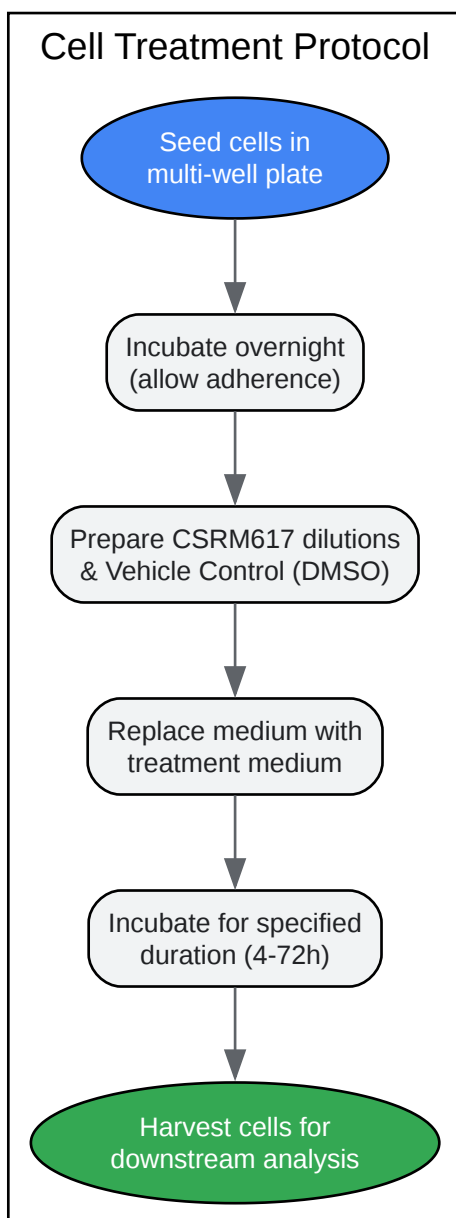 Cell Treatment Protocol
Seed cells in
multi-well plate
Incubate overnight
(allow adherence)
Prepare CSRM617 dilutions
& Vehicle Control (DMSO)
Replace medium with
treatment medium
Incubate for specified
duration (4-72h)
Harvest cells for
downstream analysis